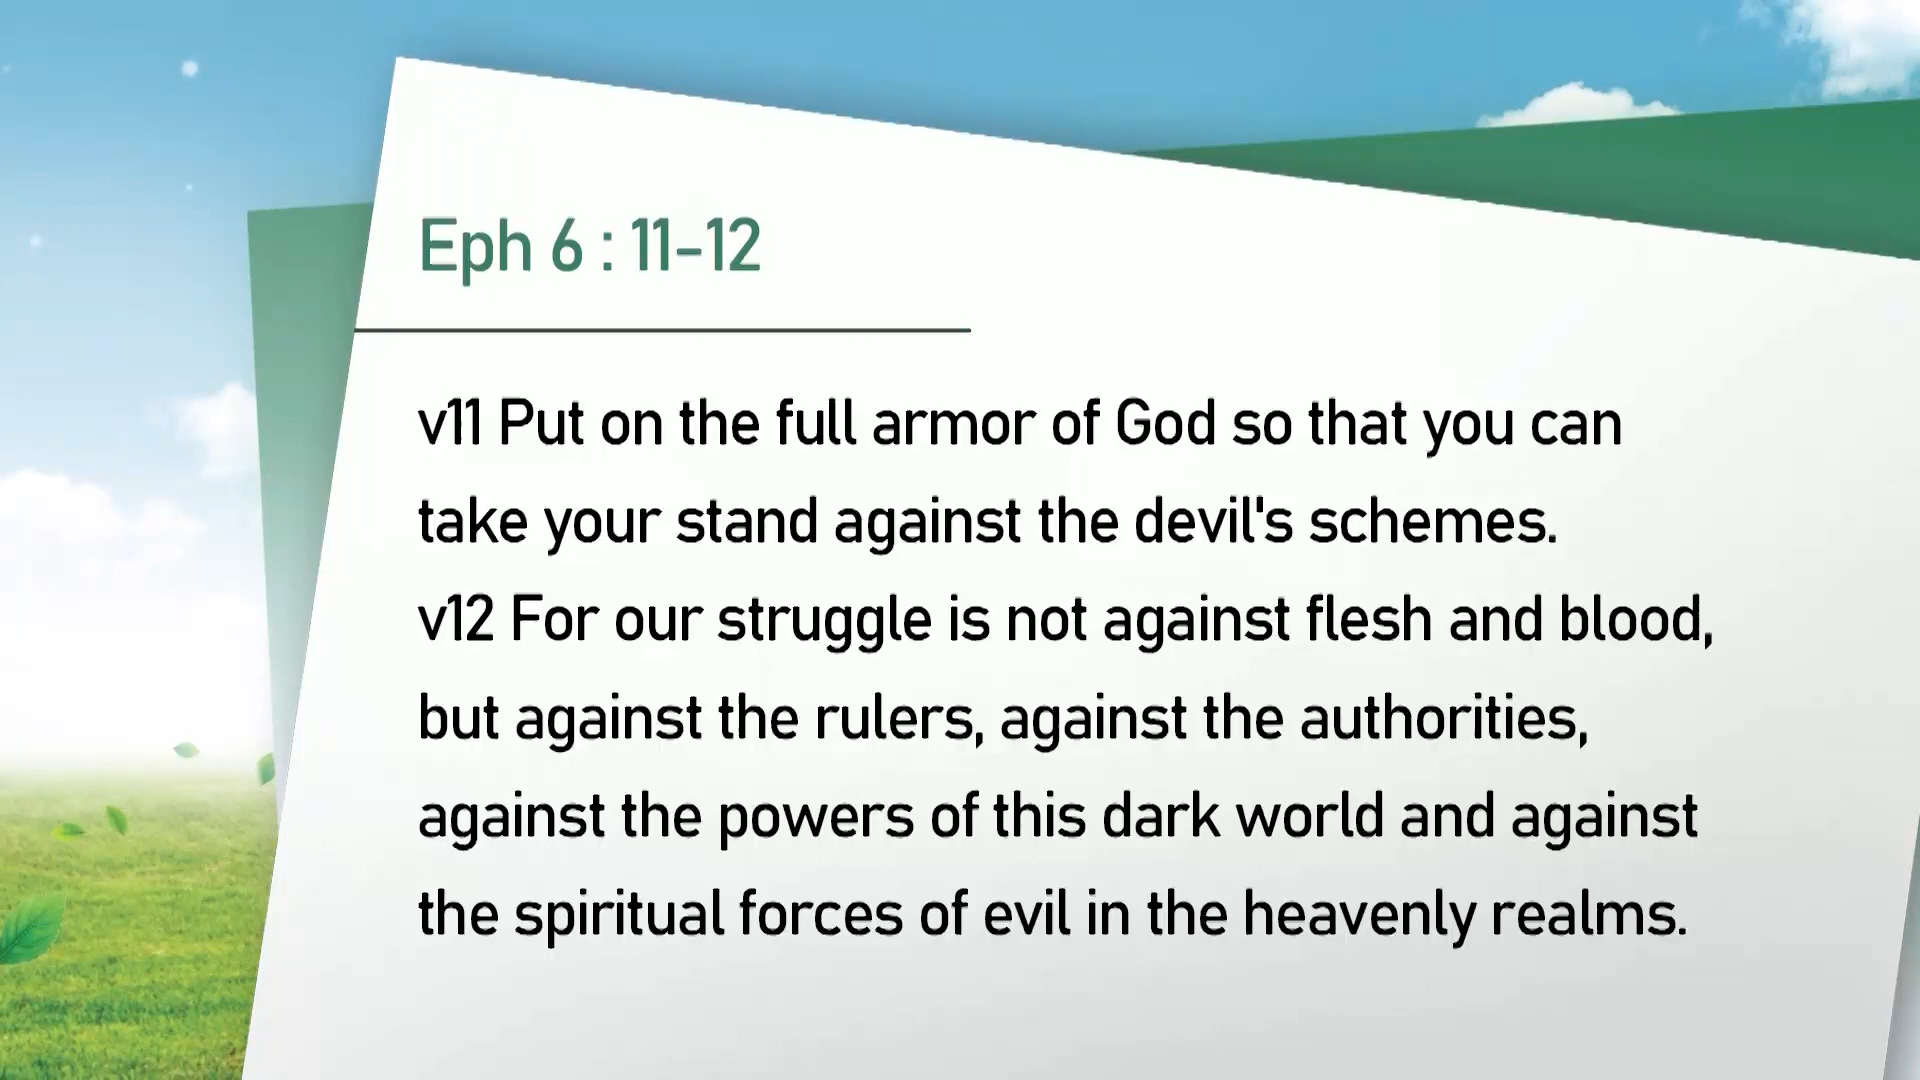 Eph 6 : 11-12
v11 Put on the full armor of God so that you can
take your stand against the devil's schemes.
v12 For our struggle is not against flesh and blood,
but against the rulers, against the authorities,
against the powers of this dark world and against
the spiritual forces of evil in the heavenly realms.